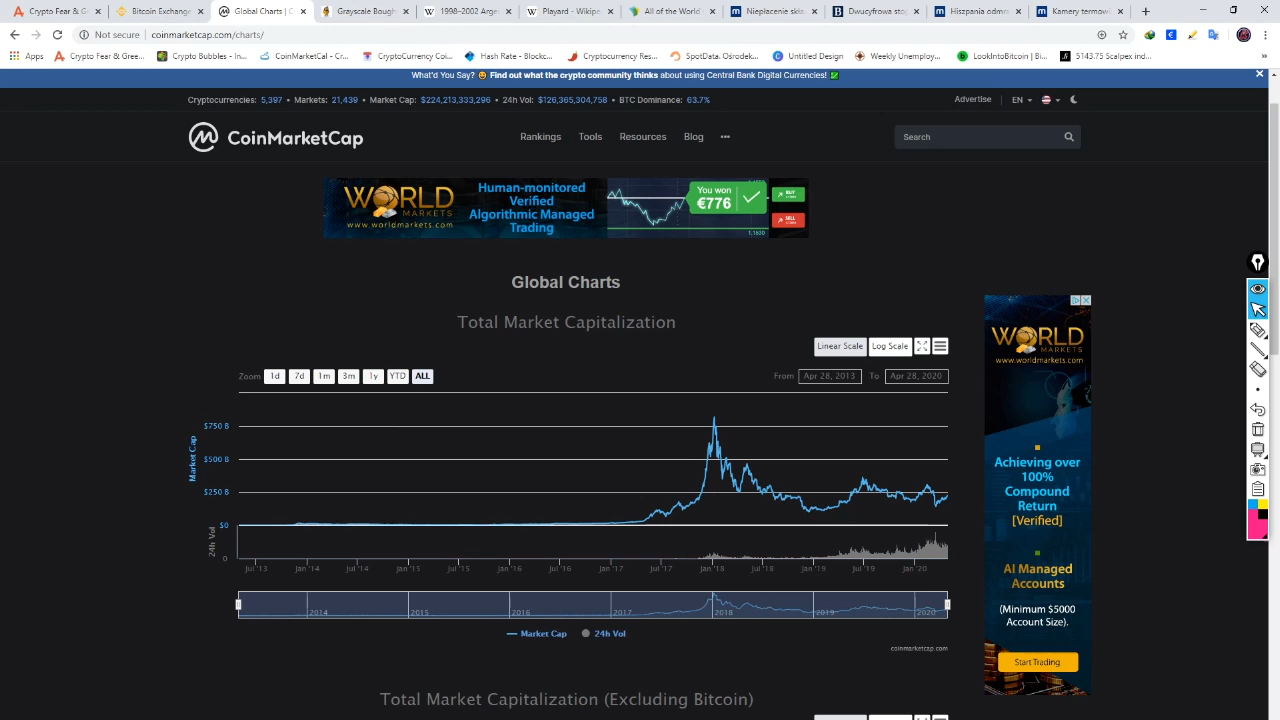 Crypto Fear & G
Bitcoin Exchang
Global Charts | C
Grayscale Boug
1998–2002 Arge
Playard - Wikipe
All of the World
Niepłacenie ska
Dwucyfrowa sto
Hispania odmr
Kamery termow
Not secure | coinmarketcap.com/charts/
Apps
Crypto Fear & Gree...
Crypto Bubbles - In...
CoinMarketCal - Cr...
Cryptocurrency Coi...
Hash Rate - Blockc...
Cryptocurrency Res...
SpotData. Ośrodek...
Untitled Design
Weekly Unemploy...
LookIntoBitcoin | Bi...
5143.75 Scalpex ind...
»
What'd You Say? Find out what the crypto community thinks about using Central Bank Digital Currencies!
Cryptocurrencies: 5,397 • Markets: 21,439 • Market Cap: $224,213,333,296 • 24h Vol: $126,365,304,758 • BTC Dominance: 63.7%
Advertise
EN
CoinMarketCap
Rankings
Tools
Resources
Blog
Search
WORLD
MARKETS
www.worldmarkets.com
Human-monitored
Verified
Algorithmic Managed
Trading
You won
€776
BUY
SELL
Global Charts
Total Market Capitalization
Linear Scale
Log Scale
Zoom 1d 7d 1m 3m 1y YTD ALL
From Apr 28, 2013 To Apr 28, 2020
$750 B
$500 B
$250 B
$0
Market Cap
24h Vol
0
Jul '13 Jan '14 Jul '14 Jan '15 Jul '15 Jan '16 Jul '16 Jan '17 Jul '17 Jan '18 Jul '18 Jan '19 Jul '19 Jan '20
2014 2015 2016 2017 2018 2019 2020
Market Cap
24h Vol
coinmarketcap.com
Total Market Capitalization (Excluding Bitcoin)
WORLD
MARKETS
www.worldmarkets.com
Achieving over
100%
Compound
Return
[Verified]
AI Managed
Accounts
(Minimum $5000
Account Size).
Start Trading